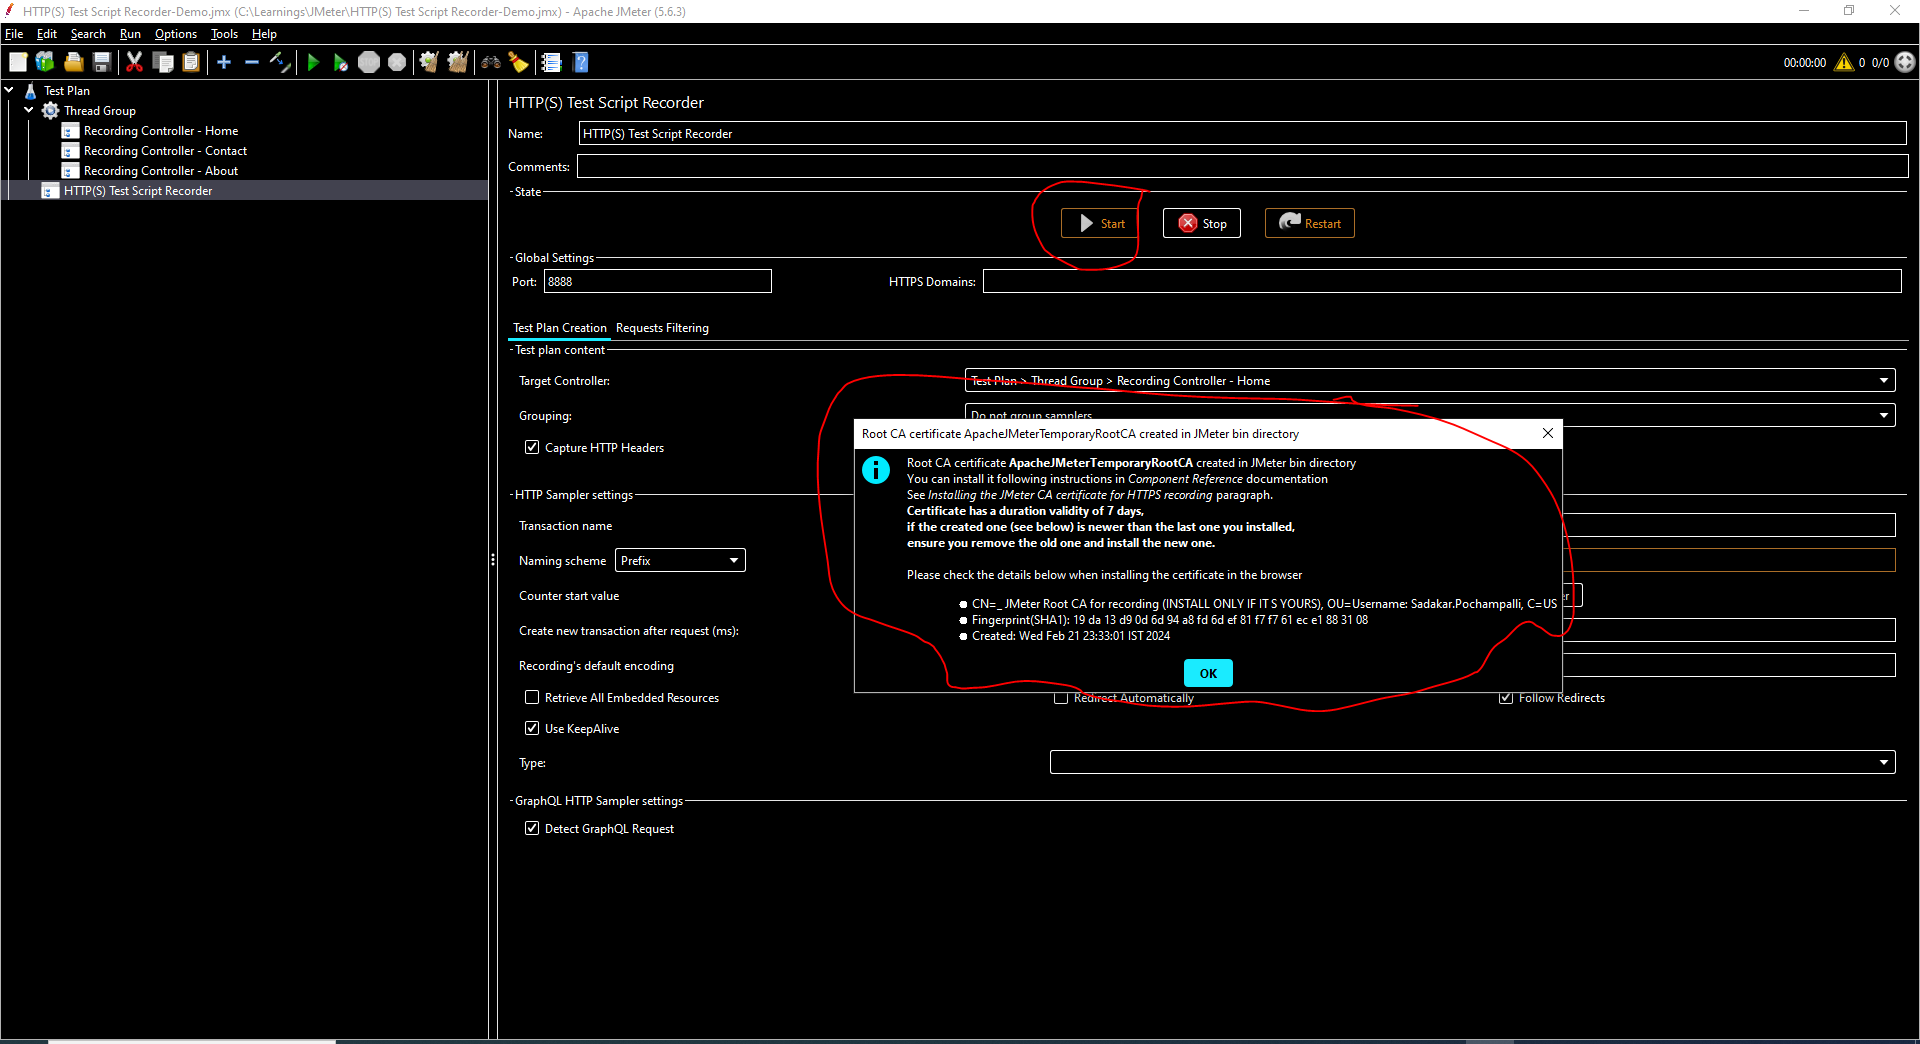 HTTP(S) Test Script Recorder-Demo.jmx (C:\Learnings\JMeter\HTTP(S) Test Script Recorder-Demo.jmx) - Apache JMeter (5.6.3)
File Edit Search Run Options Tools Help
00:00:00 0 0/0
Test Plan
Thread Group
Recording Controller - Home
Recording Controller - Contact
Recording Controller - About
HTTP(S) Test Script Recorder
HTTP(S) Test Script Recorder
Name: HTTP(S) Test Script Recorder
Comments:
State
Start Stop Restart
Global Settings
Port: 8888 HTTPS Domains:
Test Plan Creation Requests Filtering
Test plan content
Target Controller: Test Plan > Thread Group > Recording Controller - Home
Grouping: Do not group samplers
Capture HTTP Headers
HTTP Sampler settings
Transaction name
Naming scheme Prefix
Counter start value
Create new transaction after request (ms):
Recording's default encoding
Retrieve All Embedded Resources Redirect Automatically Follow Redirects
Use KeepAlive
Type:
GraphQL HTTP Sampler settings
Detect GraphQL Request
Root CA certificate ApacheJMeterTemporaryRootCA created in JMeter bin directory
Root CA certificate ApacheJMeterTemporaryRootCA created in JMeter bin directory
You can install it following instructions in Component Reference documentation
See Installing the JMeter CA certificate for HTTPS recording paragraph.
Certificate has a duration validity of 7 days,
if the created one (see below) is newer than the last one you installed,
ensure you remove the old one and install the new one.
Please check the details below when installing the certificate in the browser
CN=_ JMeter Root CA for recording (INSTALL ONLY IF IT S YOURS), OU=Username: Sadakar.Pochampalli, C=US
Fingerprint(SHA1): 19 da 13 d9 0d 6d 94 a8 fd 6d ef 81 f7 f7 61 ec e1 88 31 08
Created: Wed Feb 21 23:33:01 IST 2024
OK